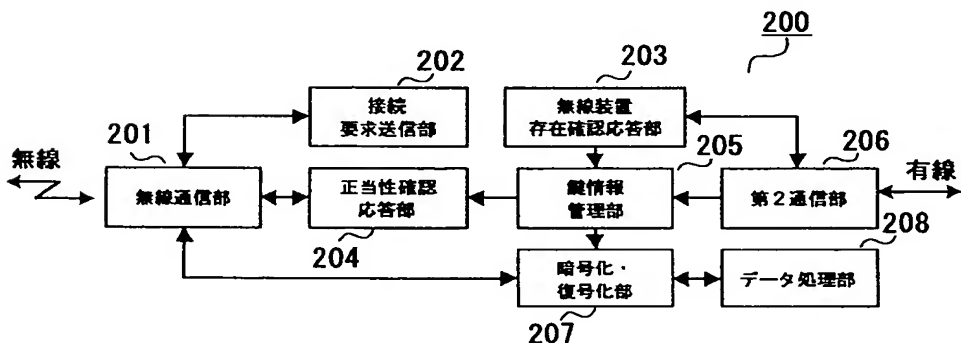 200
202
接続
要求送信部
203
無線装置
存在確認応答部
201
無線
無線通信部
正当性確認
応答部
204
205
鍵情報
管理部
206
第2通信部
有線
暗号化・
復号化部
207
208
データ処理部